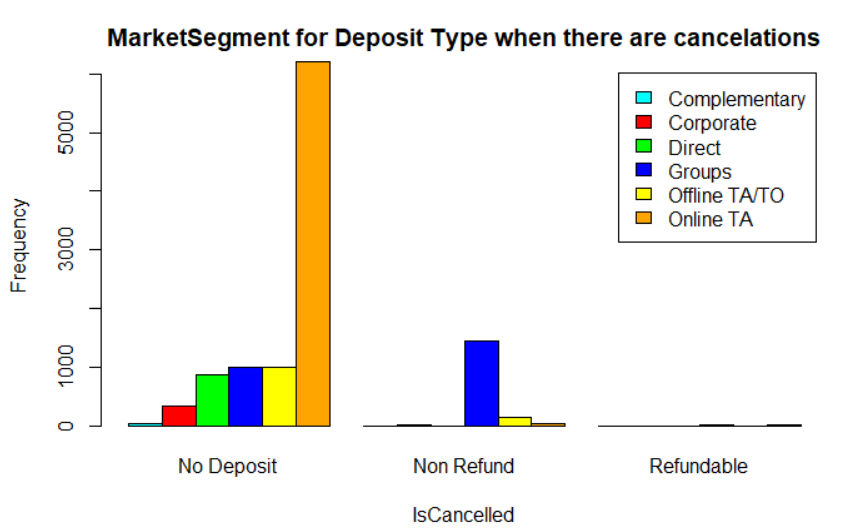 MarketSegment for Deposit Type when there are cancelations
Complementary
Corporate
Direct
Groups
Offline TA/TO
Online TA
Frequency
5000
3000
1000
0
No Deposit
Non Refund
Refundable
IsCancelled